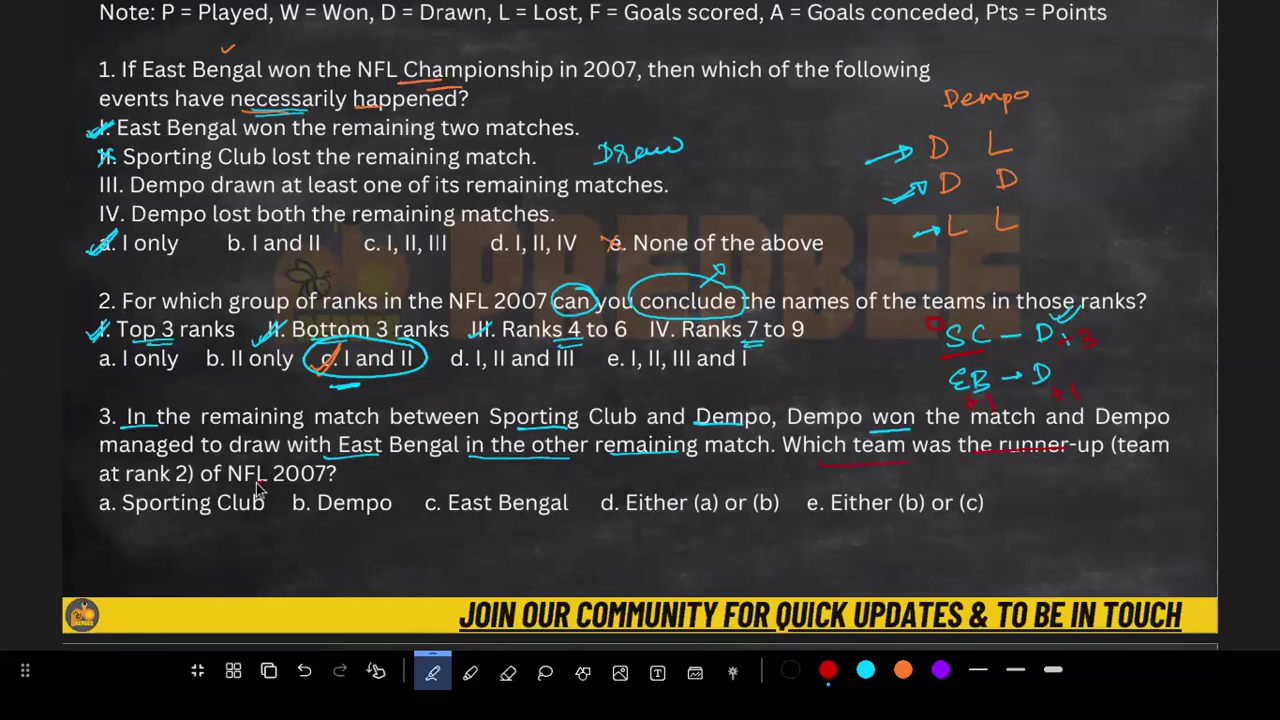 Note: P = Played, W = Won, D = Drawn, L = Lost, F = Goals scored, A = Goals conceded, Pts = Points
1. If East Bengal won the NFL Championship in 2007, then which of the following
events have necessarily happened?
Dempo
I. East Bengal won the remaining two matches.
D L
II. Sporting Club lost the remaining match.
Draw
III. Dempo drawn at least one of its remaining matches.
D D
IV. Dempo lost both the remaining matches.
L L
a. I only b. I and II c. I, II, III d. I, II, IV e. None of the above
PREPBEE
2. For which group of ranks in the NFL 2007 can you conclude the names of the teams in those ranks?
I. Top 3 ranks II. Bottom 3 ranks III. Ranks 4 to 6 IV. Ranks 7 to 9
0 SC - D +3
a. I only b. II only c. I and II d. I, II and III e. I, II, III and I
EB → D
+1 +1
3. In the remaining match between Sporting Club and Dempo, Dempo won the match and Dempo
managed to draw with East Bengal in the other remaining match. Which team was the runner-up (team
at rank 2) of NFL 2007?
a. Sporting Club b. Dempo c. East Bengal d. Either (a) or (b) e. Either (b) or (c)
JOIN OUR COMMUNITY FOR QUICK UPDATES & TO BE IN TOUCH